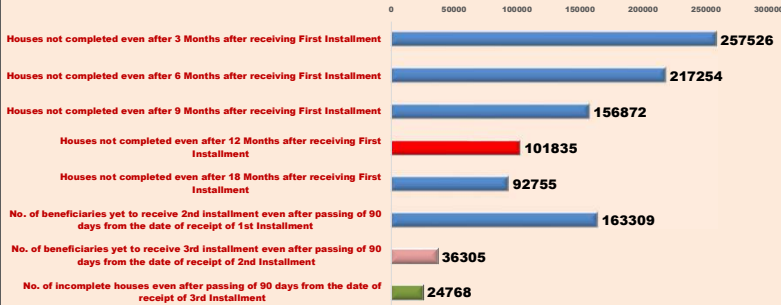 0 50000 100000 150000 200000 250000 300000
Houses not completed even after 3 Months after receiving First Installment
257526
Houses not completed even after 6 Months after receiving First Installment
217254
Houses not completed even after 9 Months after receiving First Installment
156872
Houses not completed even after 12 Months after receiving First
Installment
101835
Houses not completed even after 18 Months after receiving First
Installment
92755
No. of beneficiaries yet to receive 2nd installment even after passing of 90
days from the date of receipt of 1st Installment
163309
No. of beneficiaries yet to receive 3rd installment even after passing of 90
days from the date of receipt of 2nd Installment
36305
No. of incomplete houses even after passing of 90 days from the date of
receipt of 3rd Installment
24768